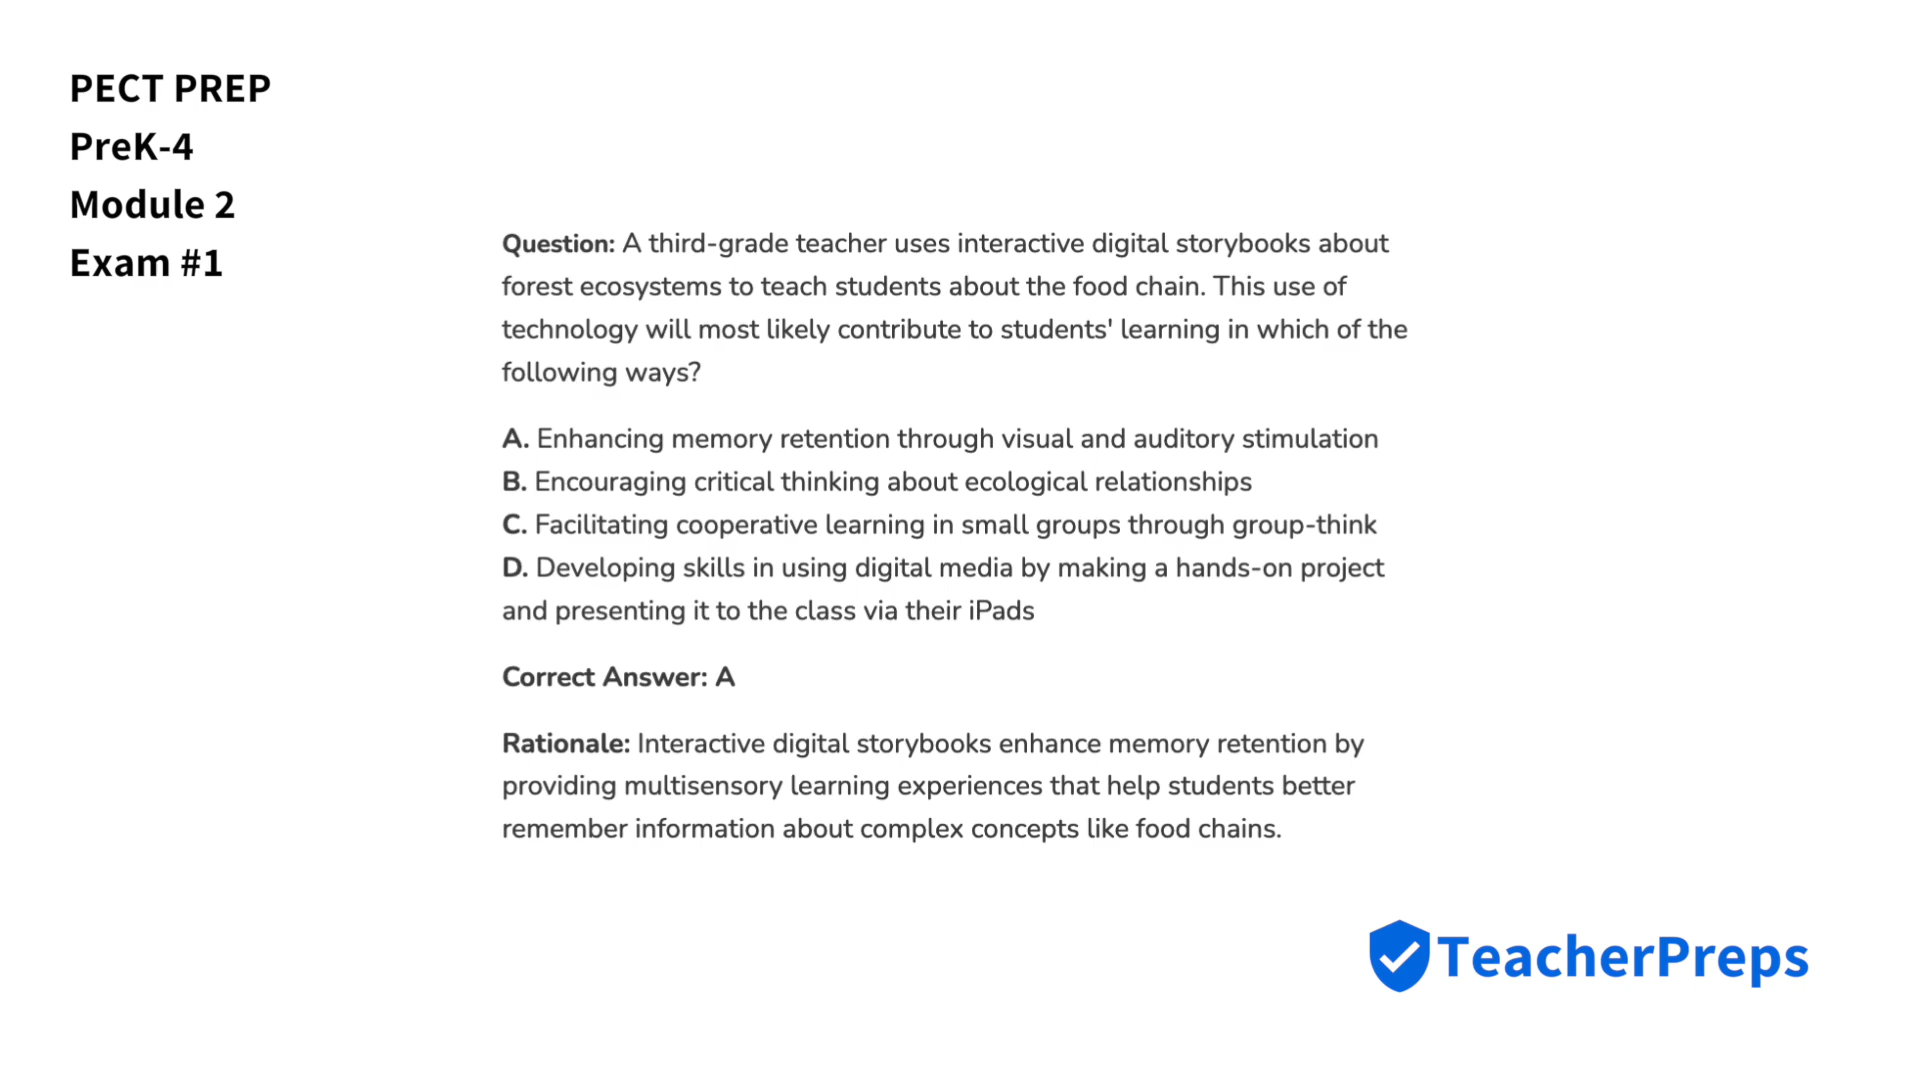 PECT PREP
PreK-4
Module 2
Exam #1
Question: A third-grade teacher uses interactive digital storybooks about
forest ecosystems to teach students about the food chain. This use of
technology will most likely contribute to students' learning in which of the
following ways?
A. Enhancing memory retention through visual and auditory stimulation
B. Encouraging critical thinking about ecological relationships
C. Facilitating cooperative learning in small groups through group-think
D. Developing skills in using digital media by making a hands-on project
and presenting it to the class via their iPads
Correct Answer: A
Rationale: Interactive digital storybooks enhance memory retention by
providing multisensory learning experiences that help students better
remember information about complex concepts like food chains.
TeacherPreps